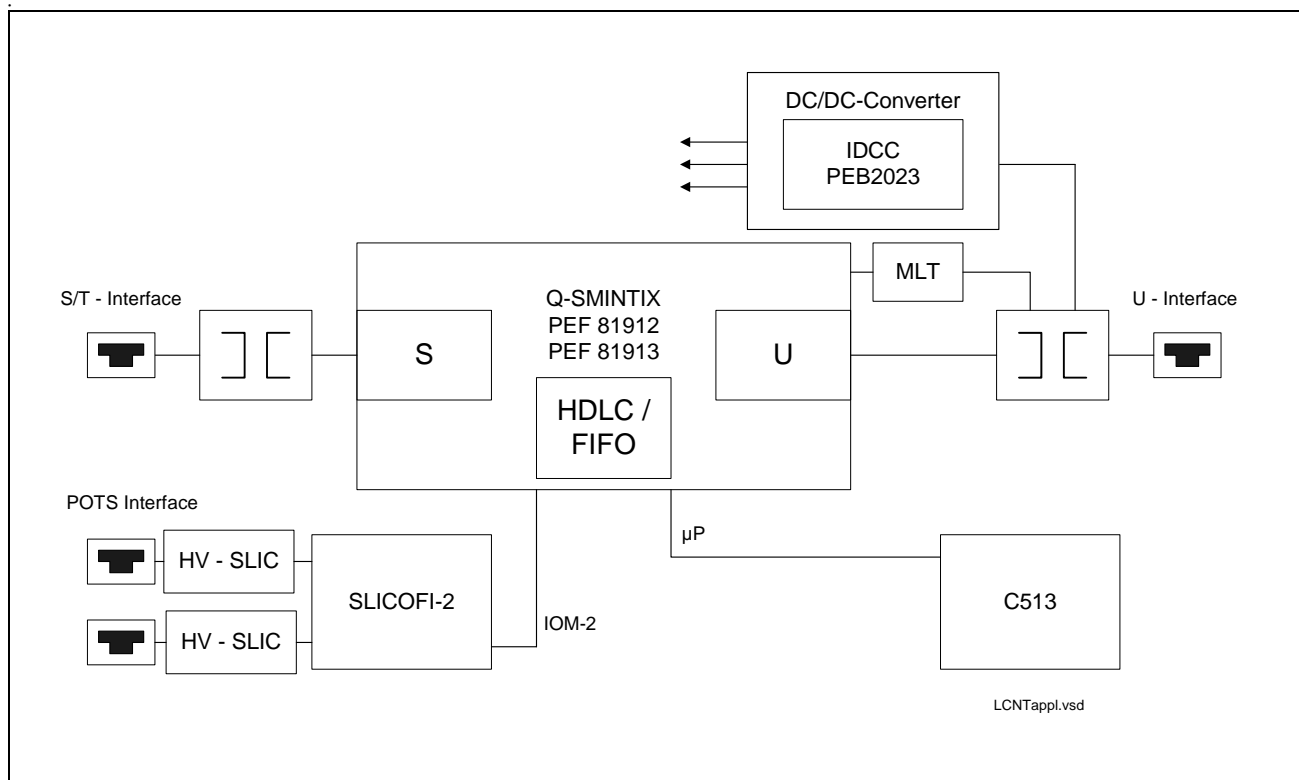 DC/DC-Converter
IDCC
PEB2023
MLT
S/T - Interface
Q-SMINTIX
PEF 81912
PEF 81913
U - Interface
S
U
HDLC /
FIFO
POTS Interface
µP
HV - SLIC
SLICOFI-2
C513
HV - SLIC
IOM-2
LCNTappl.vsd